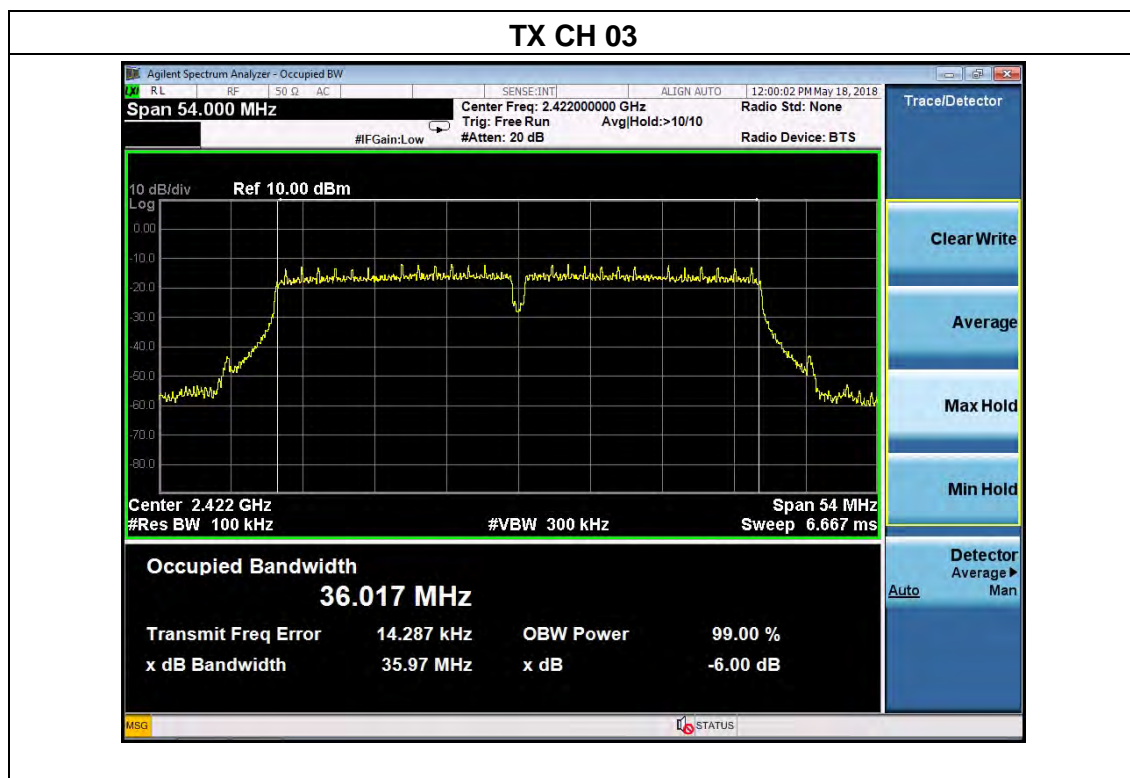 TX CH 03
Agilent Spectrum Analyzer - Occupied BW
LXI RL RF 50 Ω AC SENSE:INT ALIGN AUTO 12:00:02 PM May 18, 2018
Span 54.000 MHz
Center Freq: 2.422000000 GHz
Radio Std: None
Trig: Free Run Avg|Hold:>10/10
#IFGain:Low #Atten: 20 dB Radio Device: BTS
Trace/Detector
10 dB/div Ref 10.00 dBm
Log
0.00
-10.0
-20.0
-30.0
-40.0
-50.0
-60.0
-70.0
-80.0
Center 2.422 GHz Span 54 MHz
#Res BW 100 kHz #VBW 300 kHz Sweep 6.667 ms
Clear Write
Average
Max Hold
Min Hold
Detector
Average
Auto Man
Occupied Bandwidth
36.017 MHz
Transmit Freq Error 14.287 kHz OBW Power 99.00 %
x dB Bandwidth 35.97 MHz x dB -6.00 dB
MSG STATUS